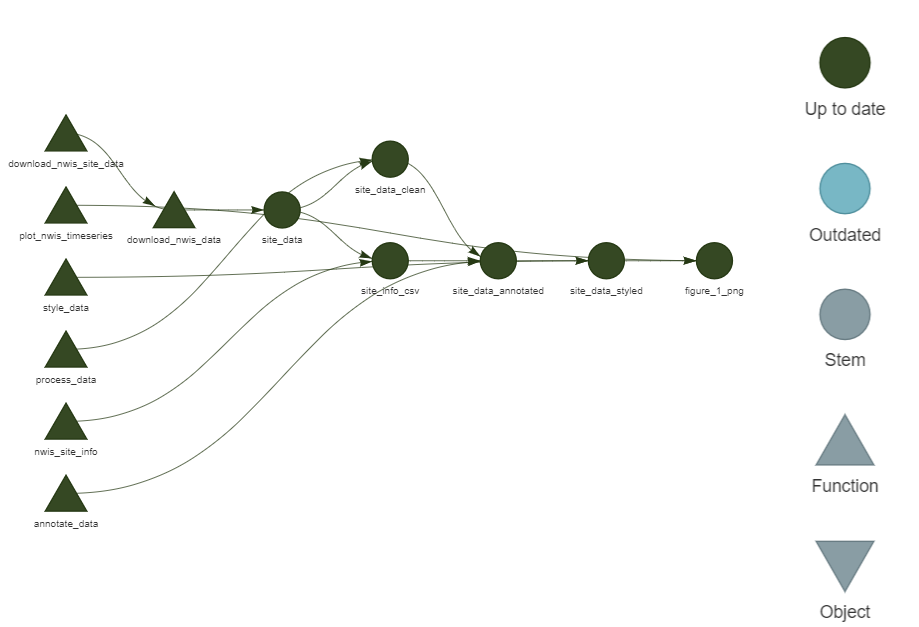 download_nwis_site_data
plot_nwis_timeseries
style_data
process_data
nwis_site_info
annotate_data
download_nwis_data
site_data
site_data_clean
site_info_csv
site_data_annotated
site_data_styled
figure_1_png
Up to date
Outdated
Stem
Function
Object